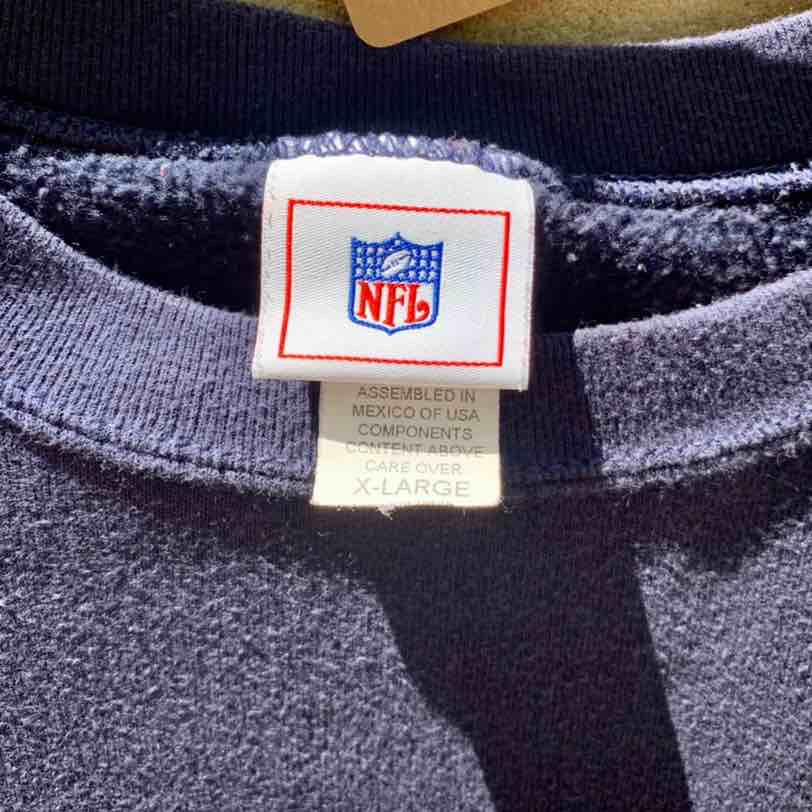 NFL
ASSEMBLED IN
MEXICO OF USA
COMPONENTS
CONTENT ABOVE
CARE OVER
X-LARGE